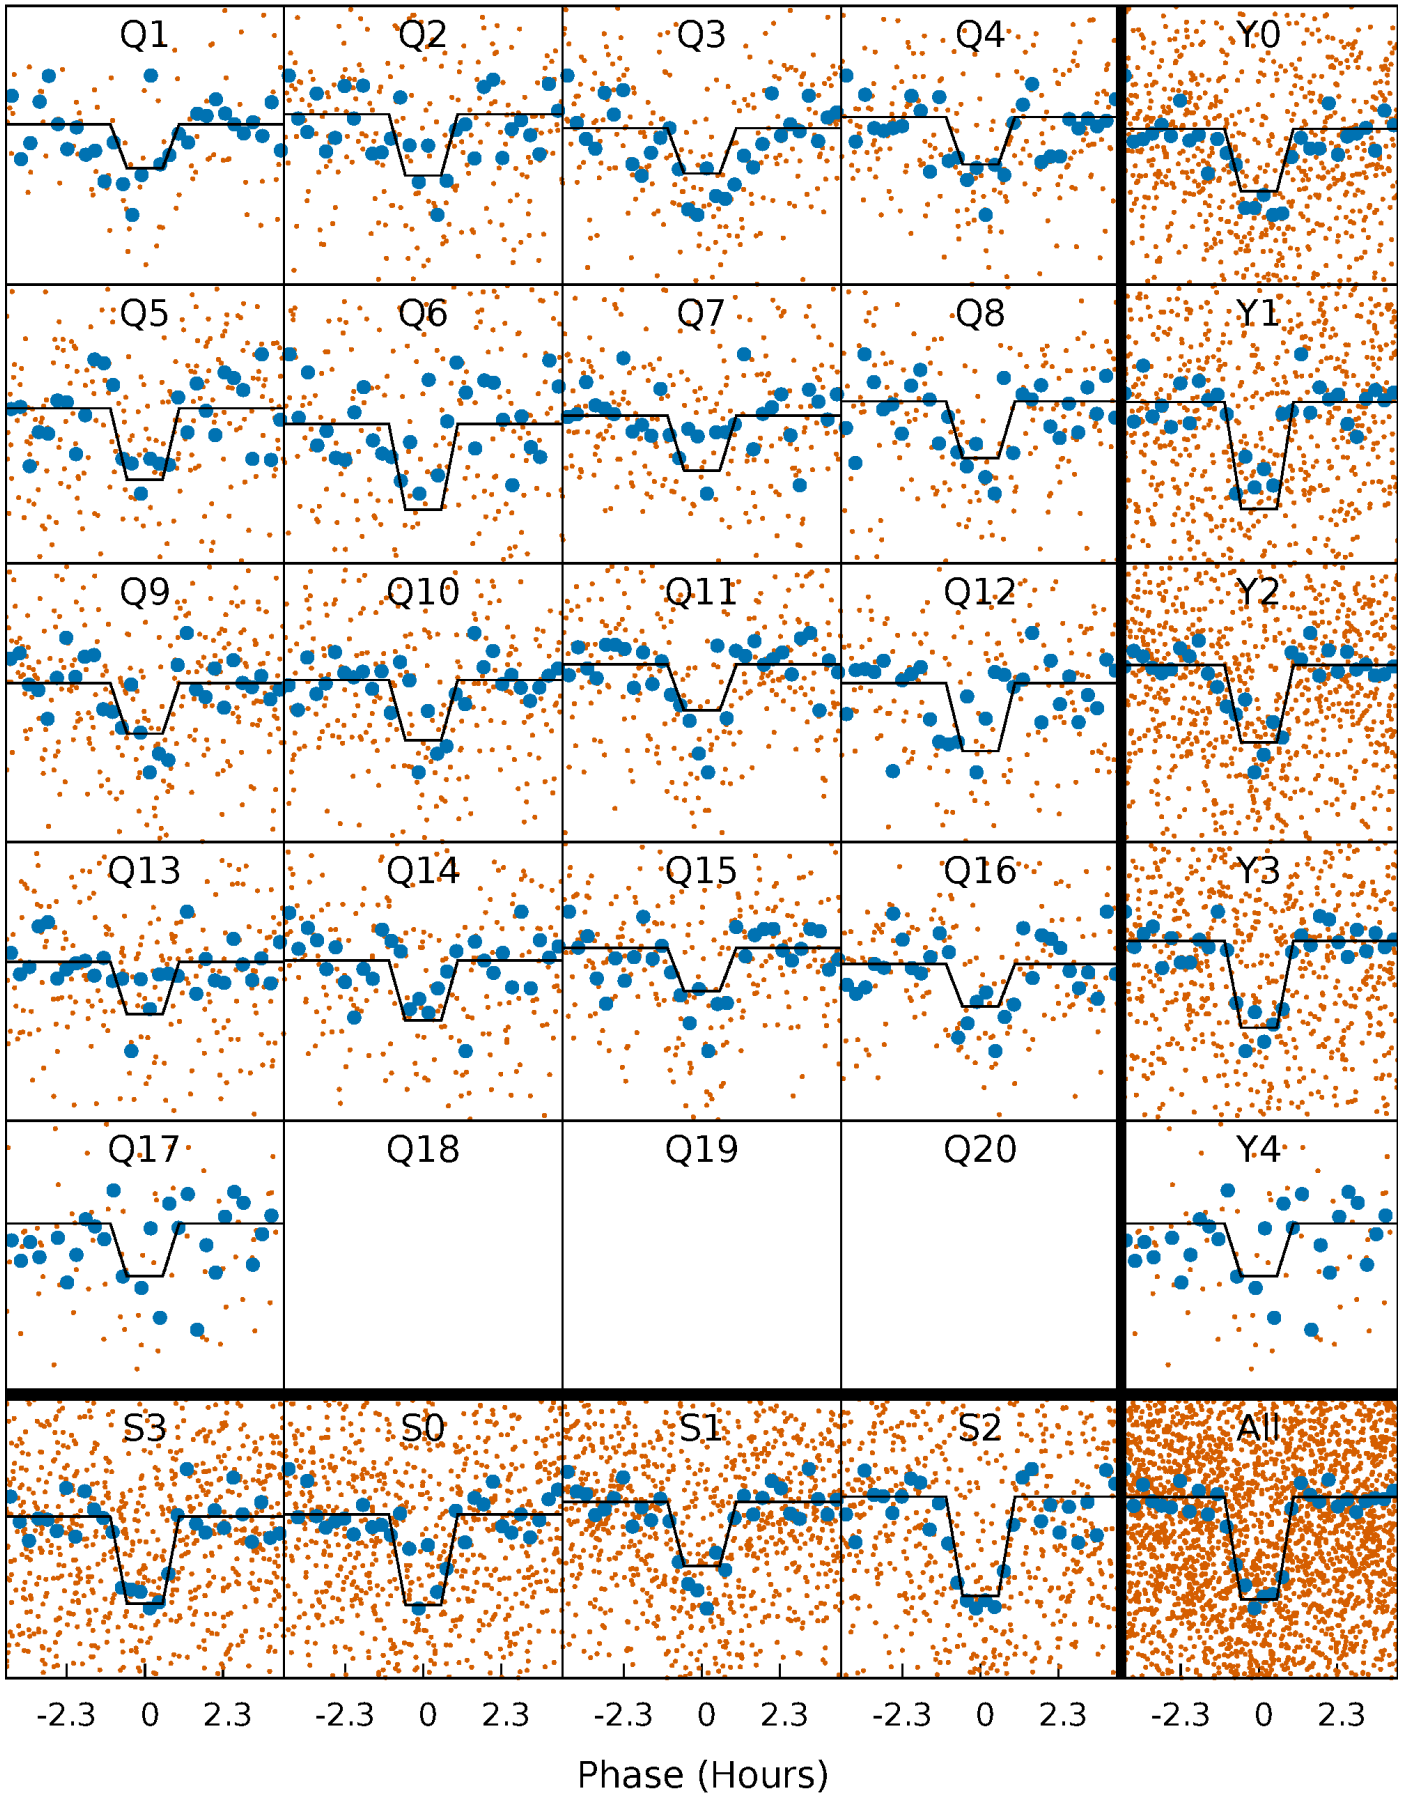 Q1 Q2 Q3 Q4 Y0
Q5 Q6 Q7 Q8 Y1
Q9 Q10 Q11 Q12 Y2
Q13 Q14 Q15 Q16 Y3
Q17 Q18 Q19 Q20 Y4
S3 S0 S1 S2 All
-2.3 0 2.3 -2.3 0 2.3 -2.3 0 2.3 -2.3 0 2.3 -2.3 0 2.3
Phase (Hours)